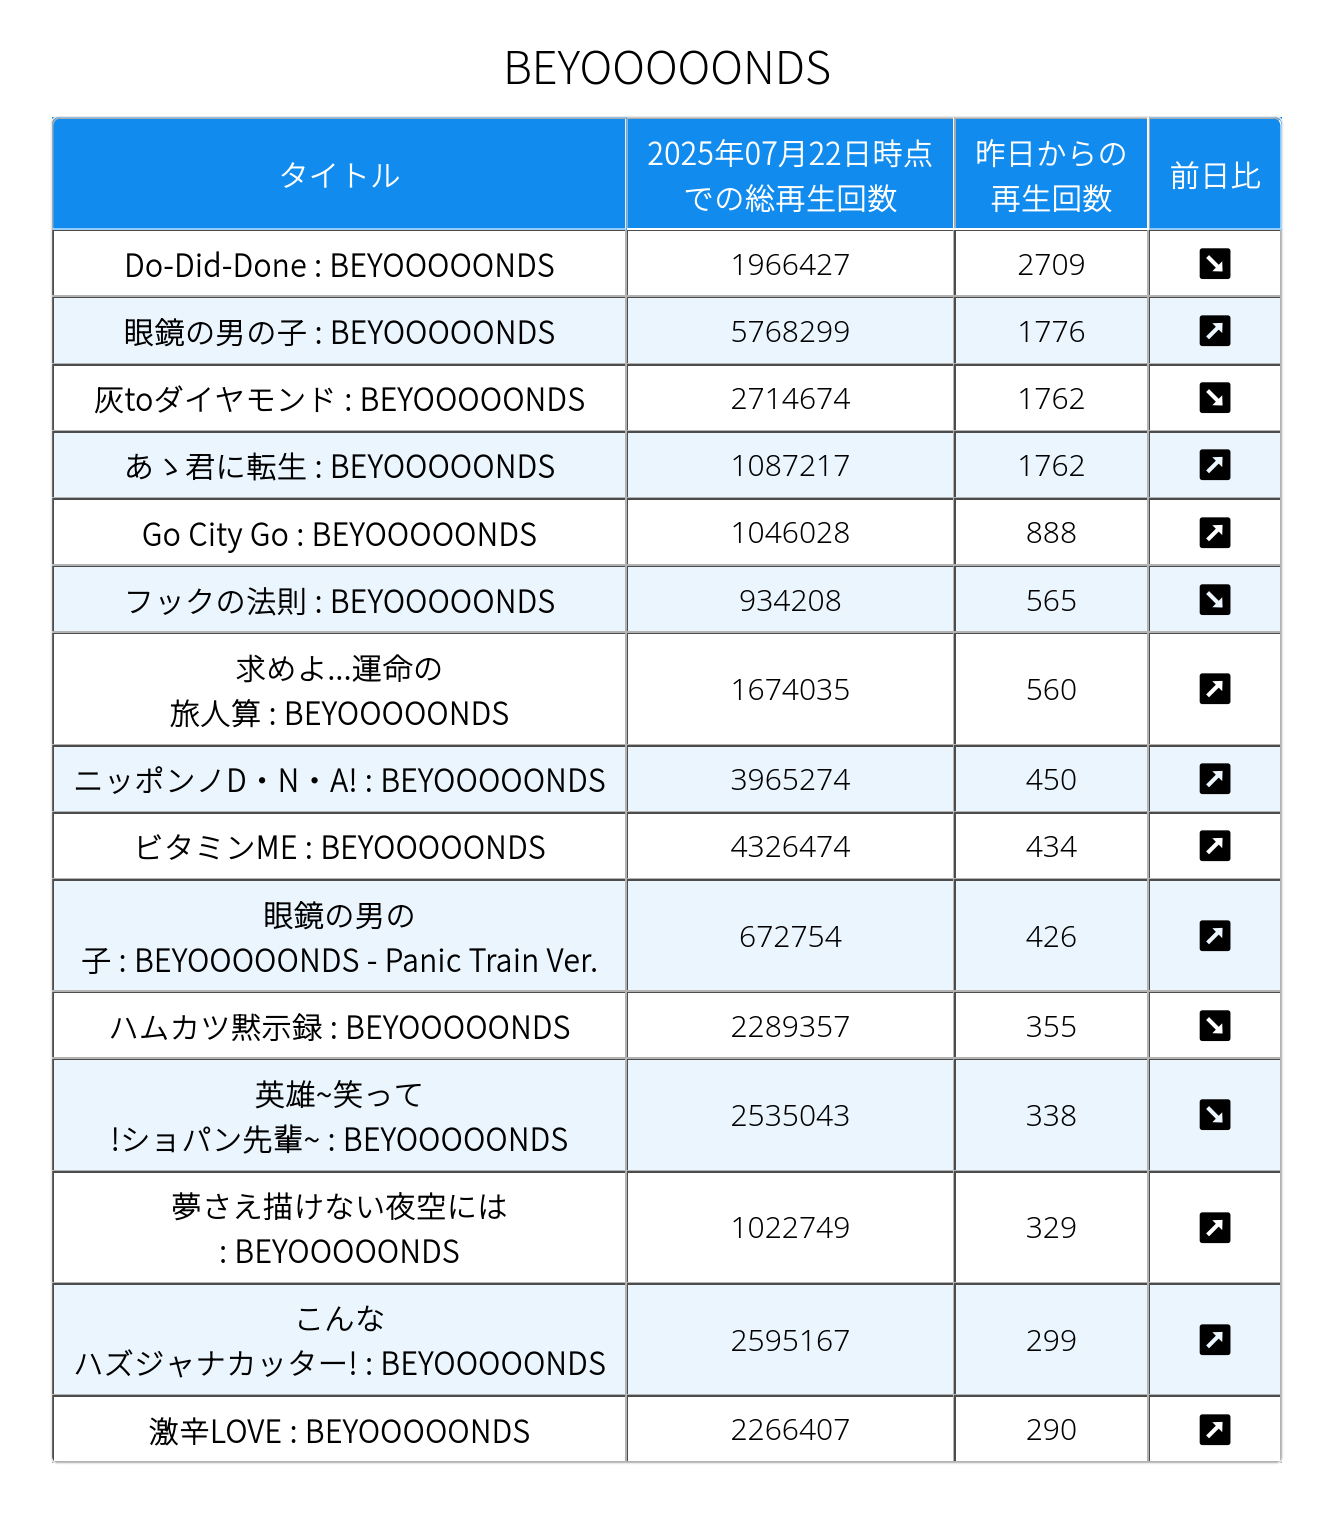 BEYOOOOONDS
タイトル
2025年07月22日時点
での総再生回数
昨日からの
再生回数
前日比
Do-Did-Done : BEYOOOOONDS
1966427
2709
眼鏡の男の子 : BEYOOOOONDS
5768299
1776
灰toダイヤモンド : BEYOOOOONDS
2714674
1762
あゝ君に転生 : BEYOOOOONDS
1087217
1762
Go City Go : BEYOOOOONDS
1046028
888
フックの法則 : BEYOOOOONDS
934208
565
求めよ...運命の
旅人算 : BEYOOOOONDS
1674035
560
ニッポンノD・N・A! : BEYOOOOONDS
3965274
450
ビタミンME : BEYOOOOONDS
4326474
434
眼鏡の男の
子 : BEYOOOOONDS - Panic Train Ver.
672754
426
ハムカツ黙示録 : BEYOOOOONDS
2289357
355
英雄~笑って
!ショパン先輩~ : BEYOOOOONDS
2535043
338
夢さえ描けない夜空には
: BEYOOOOONDS
1022749
329
こんな
ハズジャナカッター! : BEYOOOOONDS
2595167
299
激辛LOVE : BEYOOOOONDS
2266407
290